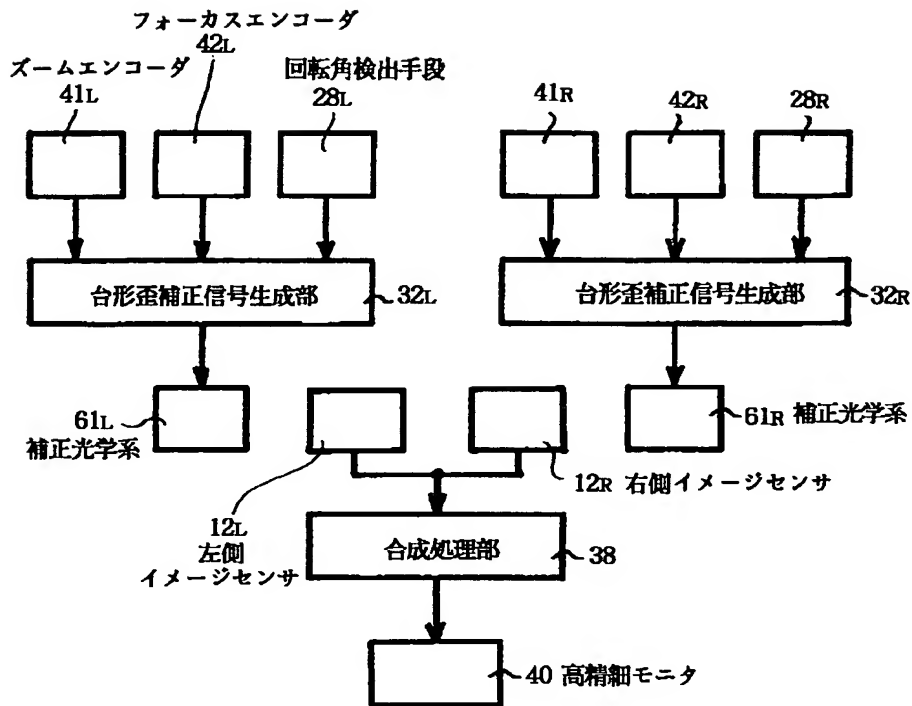 フォーカスエンコーダ
42L
ズームエンコーダ
41L
回転角検出手段
28L
41R
42R
28R
台形歪補正信号生成部
32L
台形歪補正信号生成部
32R
61L
補正光学系
61R 補正光学系
12R 右側イメージセンサ
12L
左側
イメージセンサ
合成処理部
38
40 高精細モニタ